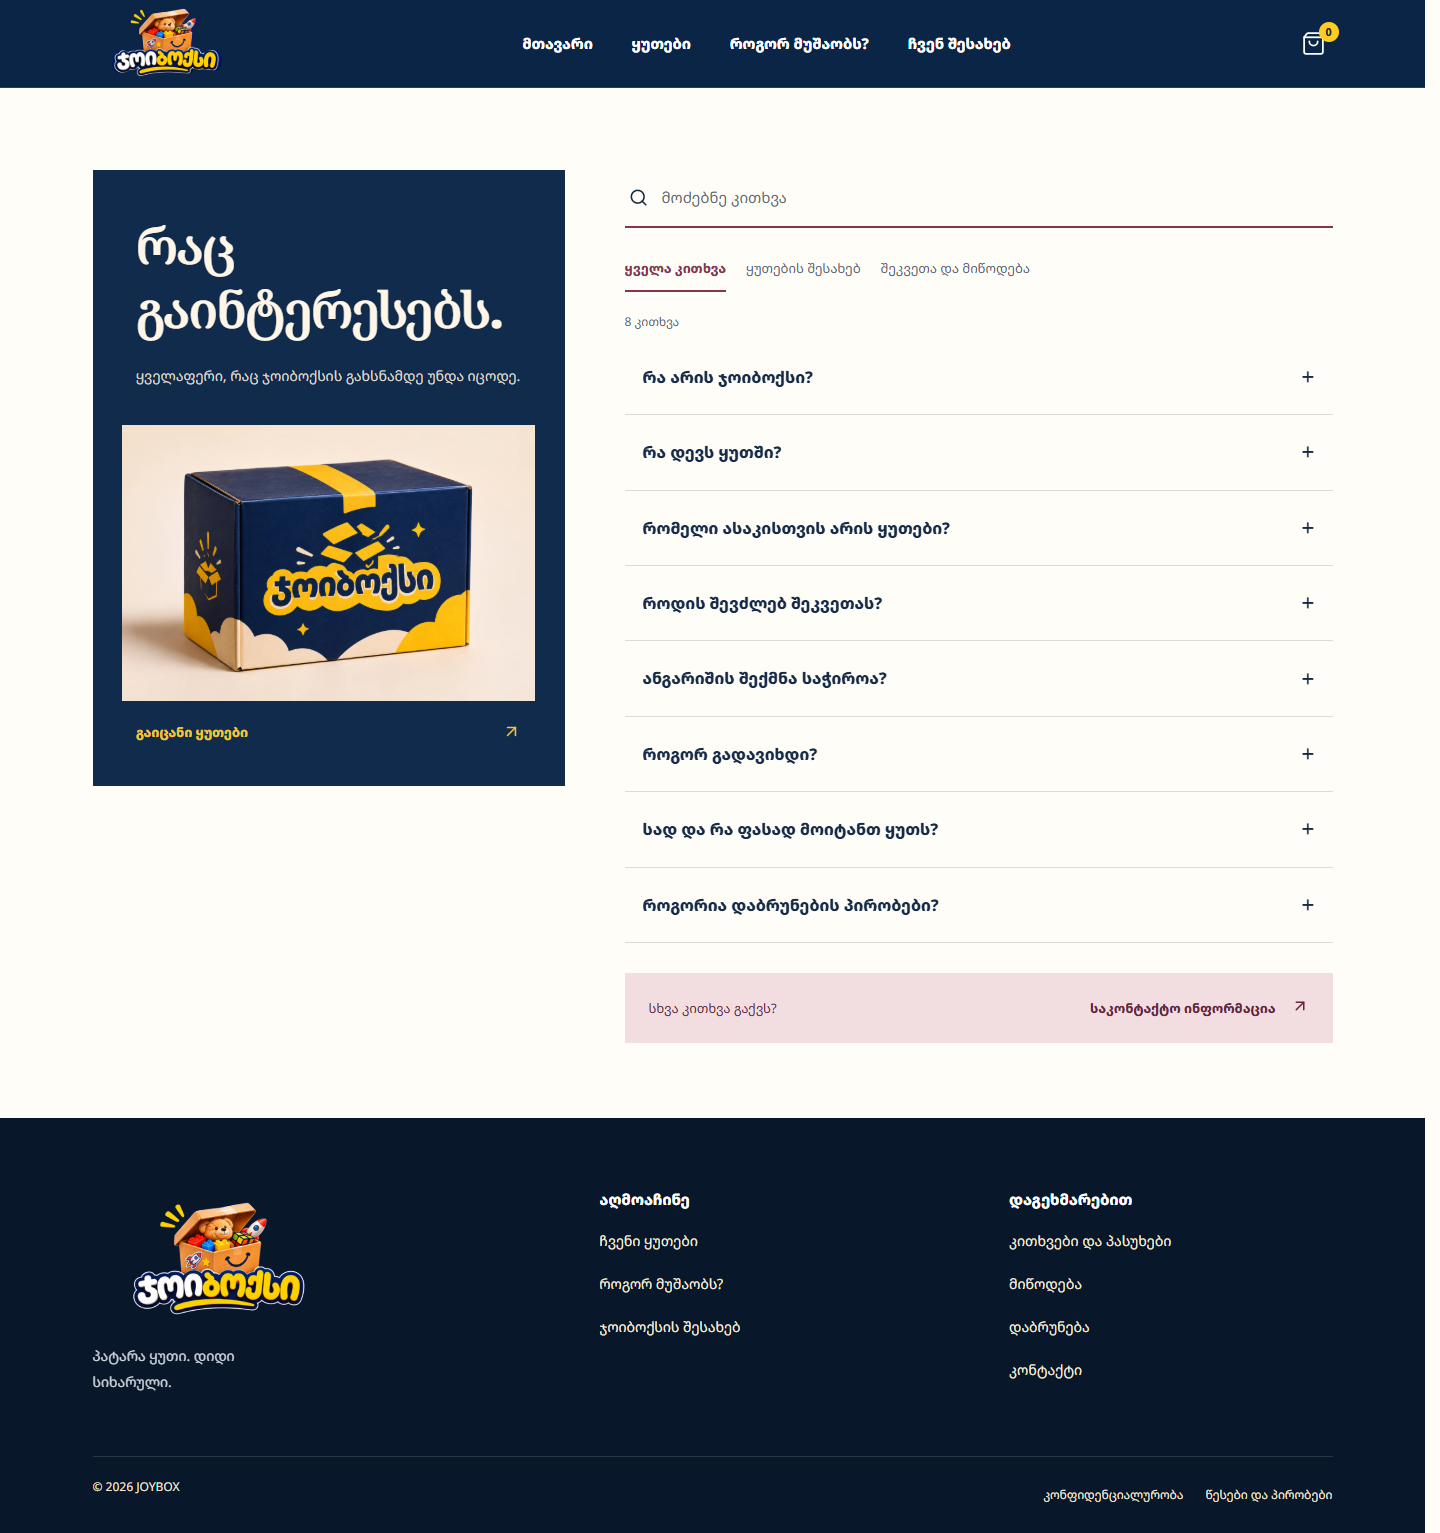 ჯოიბოქსი
მთავარი
ყუთები
როგორ მუშაობს?
ჩვენ შესახებ
0
რაც
გაინტერესებს.
ყველაფერი, რაც ჯოიბოქსის გახსნამდე უნდა იცოდე.
ჯოიბოქსი
გაიცანი ყუთები
მოძებნე კითხვა
ყველა კითხვა
ყუთების შესახებ
შეკვეთა და მიწოდება
8 კითხვა
რა არის ჯოიბოქსი?
რა დევს ყუთში?
რომელი ასაკისთვის არის ყუთები?
როდის შევძლებ შეკვეთას?
ანგარიშის შექმნა საჭიროა?
როგორ გადავიხდი?
სად და რა ფასად მოიტანთ ყუთს?
როგორია დაბრუნების პირობები?
სხვა კითხვა გაქვს?
საკონტაქტო ინფორმაცია
ჯოიბოქსი
პატარა ყუთი. დიდი
სიხარული.
აღმოაჩინე
ჩვენი ყუთები
როგორ მუშაობს?
ჯოიბოქსის შესახებ
დაგეხმარებით
კითხვები და პასუხები
მიწოდება
დაბრუნება
კონტაქტი
© 2026 JOYBOX
კონფიდენციალურობა
წესები და პირობები